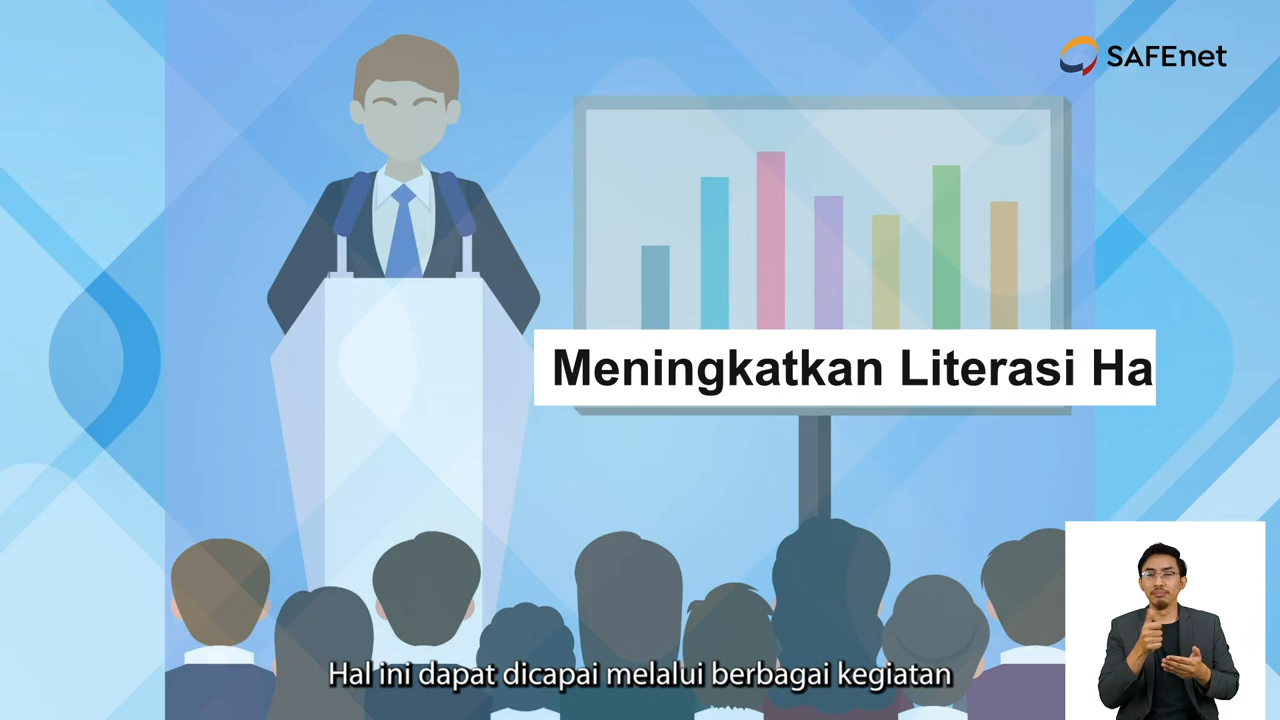 SAFEnet
Meningkatkan Literasi Ha
Hal ini dapat dicapai melalui berbagai kegiatan